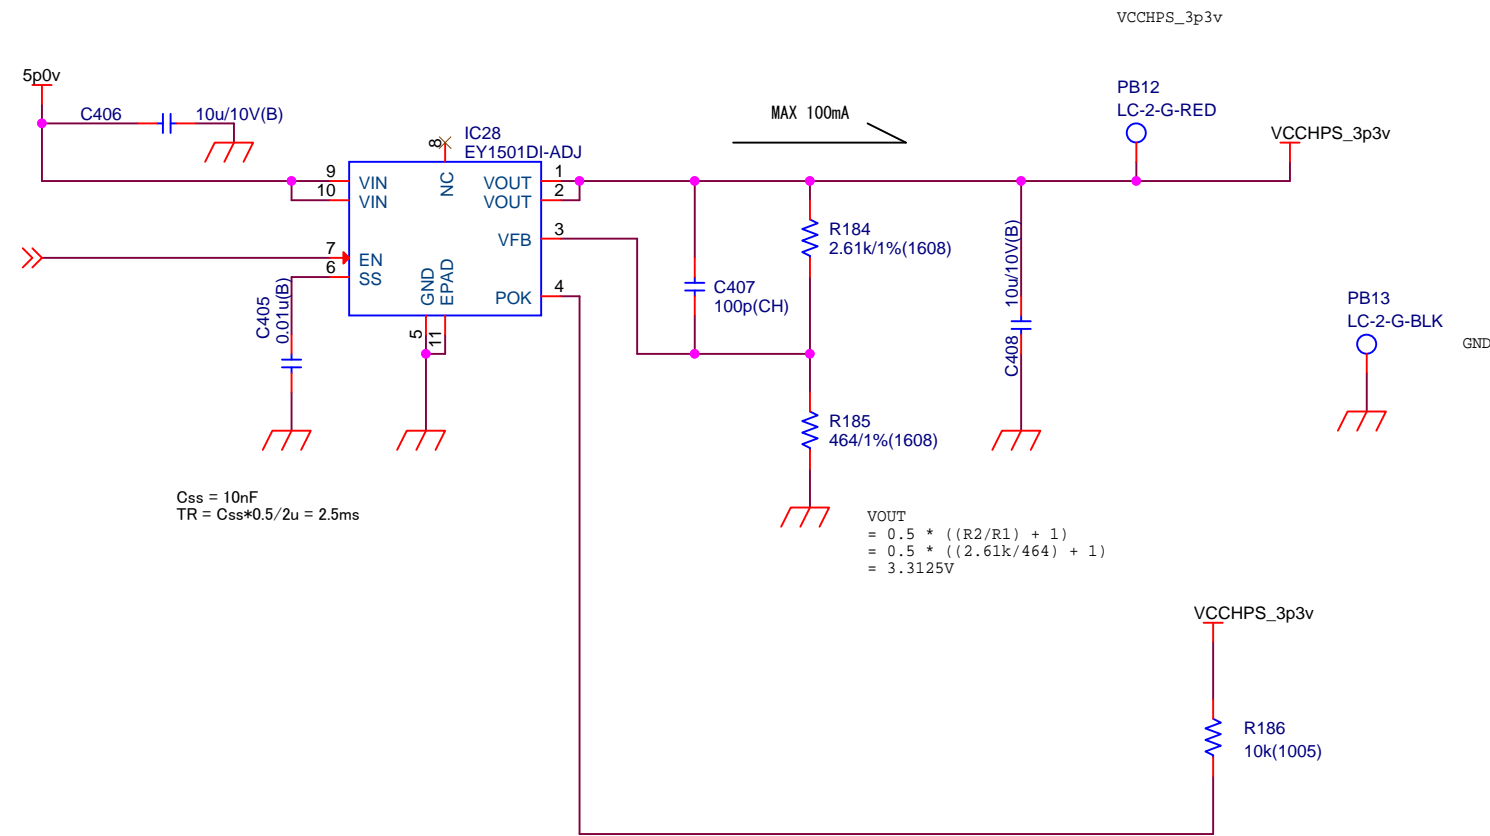 VCCHPS_3p3v
5p0v
C406
10u/10V(B)
MAX 100mA
PB12
LC-2-G-RED
VCCHPS_3p3v
IC28
EY1501DI-ADJ
8
NC
9
VIN
10
VIN
VOUT
1
VOUT
2
VFB
3
7
EN
6
SS
GND
EPAD
POK
4
5
11
C405
0.01u(B)
R184
2.61k/1%(1608)
C407
100p(CH)
10u/10V(B)
C408
PB13
LC-2-G-BLK
GND
R185
464/1%(1608)
Css = 10nF
TR = Css*0.5/2u = 2.5ms
VOUT
= 0.5 * ((R2/R1) + 1)
= 0.5 * ((2.61k/464) + 1)
= 3.3125V
VCCHPS_3p3v
R186
10k(1005)